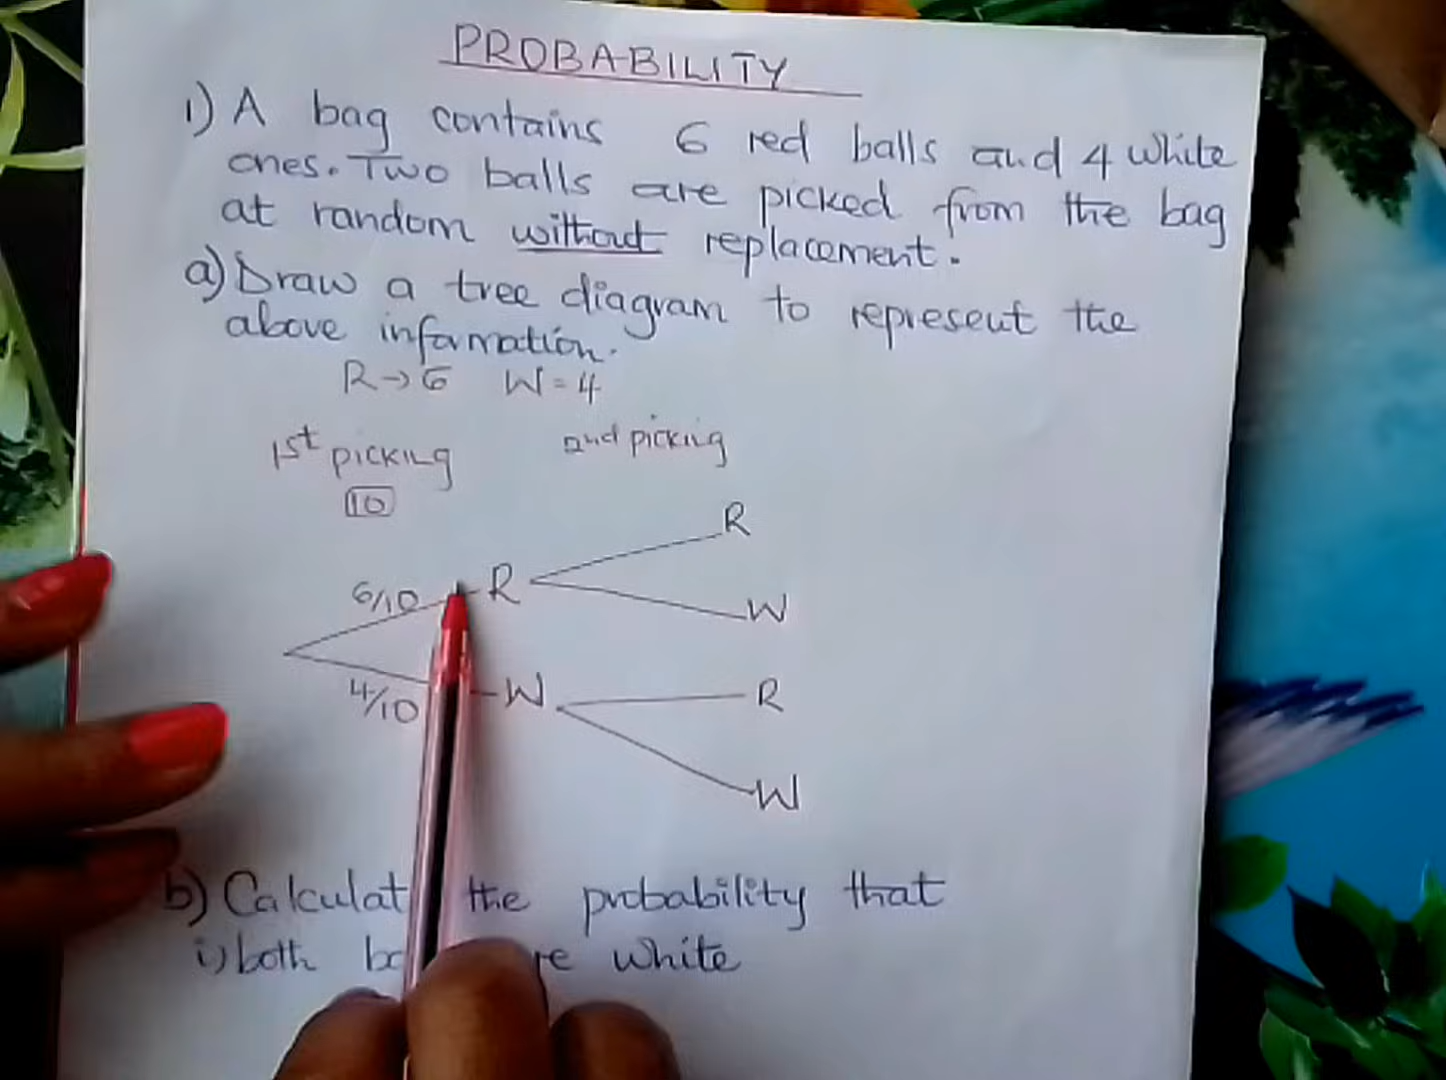 PROBABILITY
1) A bag contains 6 red balls and 4 white
ones. Two balls are picked from the bag
at random without replacement.
a) Draw a tree diagram to represent the
above information.
R→6 W=4
1st picking 2nd picking
10
R
6/10 R
W
4/10 W R
W
b) Calculat the probability that
i) both are white